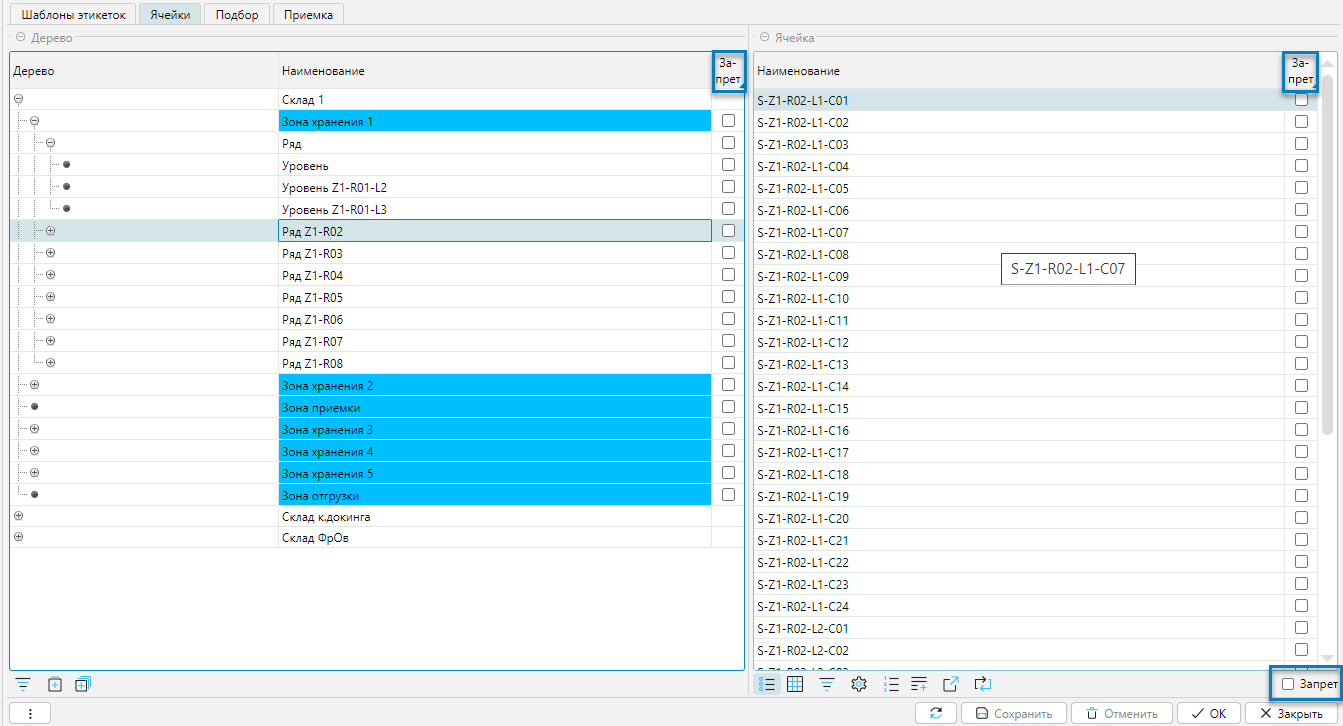 Шаблоны этикеток Ячейки Подбор Приемка
Дерево
Ячейка
Дерево Наименование За-
прет
Склад 1
Зона хранения 1
Ряд
Уровень
Уровень Z1-R01-L2
Уровень Z1-R01-L3
Ряд Z1-R02
Ряд Z1-R03
Ряд Z1-R04
Ряд Z1-R05
Ряд Z1-R06
Ряд Z1-R07
Ряд Z1-R08
Зона хранения 2
Зона приемки
Зона хранения 3
Зона хранения 4
Зона хранения 5
Зона отгрузки
Склад к.докинга
Склад ФрОв
Наименование За-
прет
S-Z1-R02-L1-C01
S-Z1-R02-L1-C02
S-Z1-R02-L1-C03
S-Z1-R02-L1-C04
S-Z1-R02-L1-C05
S-Z1-R02-L1-C06
S-Z1-R02-L1-C07
S-Z1-R02-L1-C08
S-Z1-R02-L1-C07
S-Z1-R02-L1-C09
S-Z1-R02-L1-C10
S-Z1-R02-L1-C11
S-Z1-R02-L1-C12
S-Z1-R02-L1-C13
S-Z1-R02-L1-C14
S-Z1-R02-L1-C15
S-Z1-R02-L1-C16
S-Z1-R02-L1-C17
S-Z1-R02-L1-C18
S-Z1-R02-L1-C19
S-Z1-R02-L1-C20
S-Z1-R02-L1-C21
S-Z1-R02-L1-C22
S-Z1-R02-L1-C23
S-Z1-R02-L1-C24
S-Z1-R02-L2-C01
S-Z1-R02-L2-C02
Запрет
Сохранить Отменить OK Закрыть